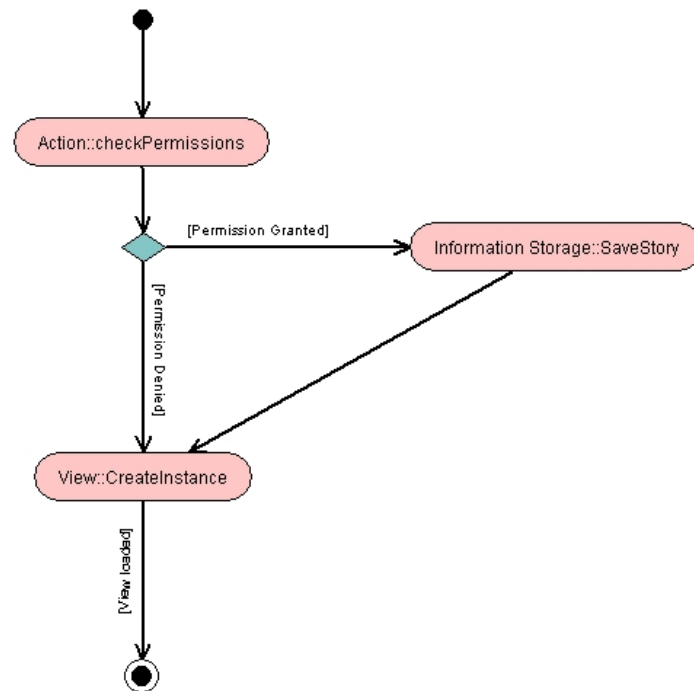 Action::checkPermissions
[Permission Granted]
Information Storage::SaveStory
[Permission Denied]
View::CreateInstance
[View loaded]